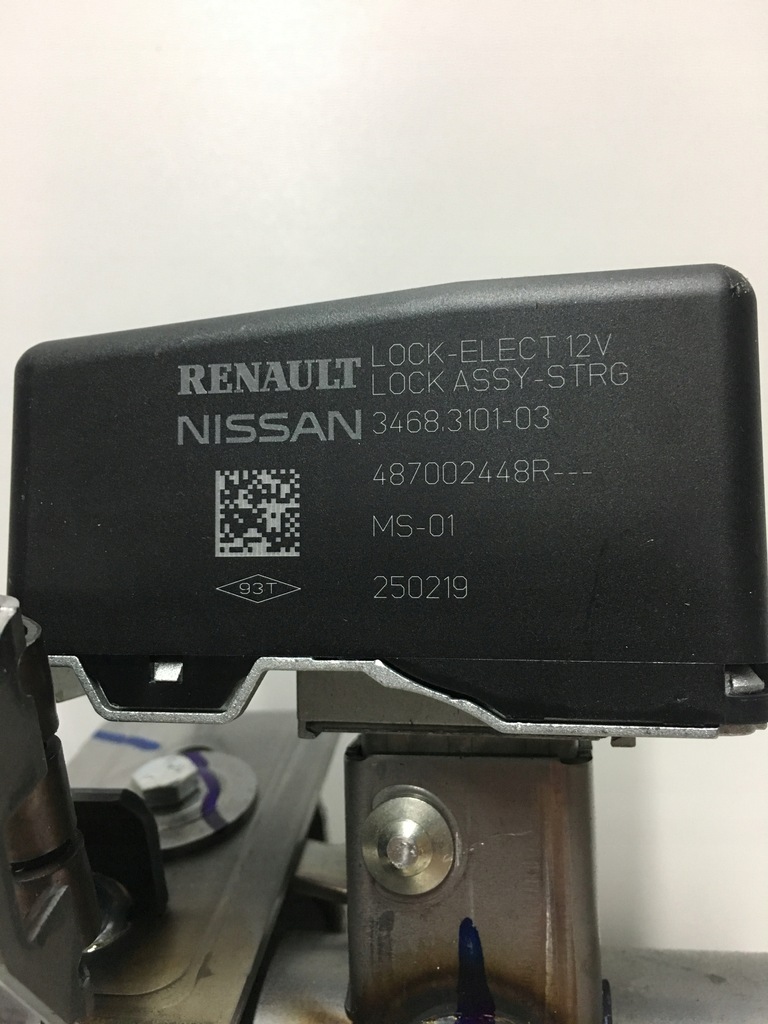 RENAULT LOCK-ELECT 12V
LOCK ASSY-STRG
NISSAN 3468.3101-03
487002448R---
MS-01
93T 250219